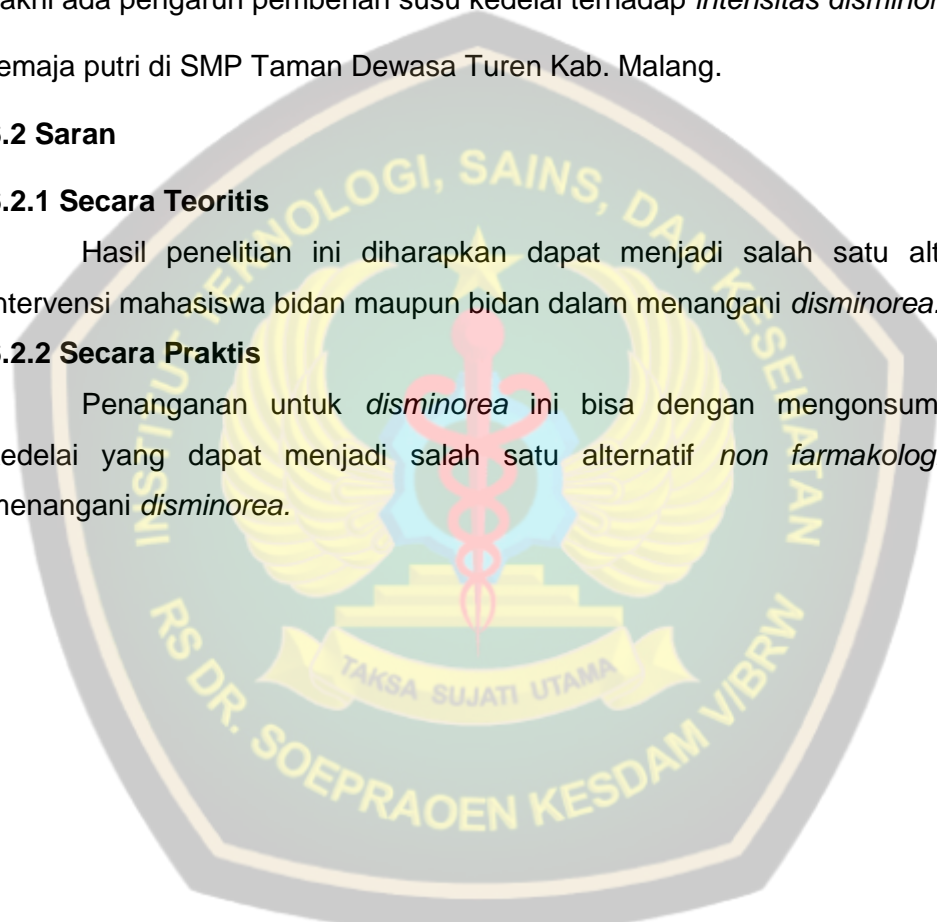 ada pengaruh pemberian susu kedelai terhadap intensitas
emaja putri di SMP Taman Dewasa Turen Kab. Malang.
.2 Saran
.2.1 Secara Teoritis
Hasil penelitian ini diharapkan dapat menjadi salah satu alt
ntervensi mahasiswa bidan maupun bidan dalam menangani disminorea.
.2.2 Secara Praktis
Penanganan untuk disminorea ini bisa dengan mengonsum
edelai yang dapat menjadi salah satu alternatif non farmakolog
menangani disminorea.
INSTITUT TEKNOLOGI, SAINS, DAN KESEHATAN
TAKSA SUJATI UTAMA
RS DR. SOEPRAOEN KESDAM V/BRW